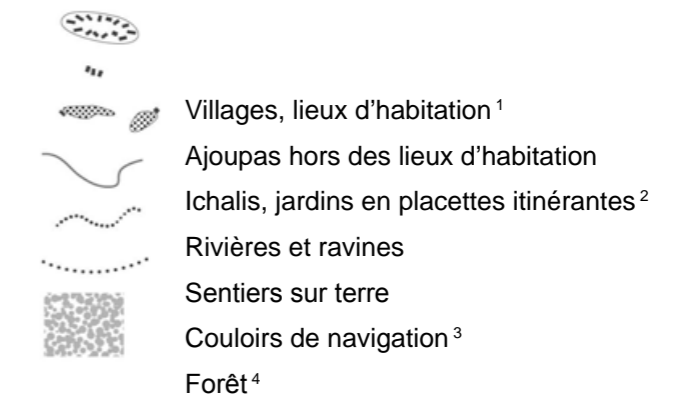 Villages, lieux d’habitation ¹
Ajoupas hors des lieux d’habitation
Ichalis, jardins en placettes itinérantes ²
Rivières et ravines
Sentiers sur terre
Couloirs de navigation ³
Forêt ⁴